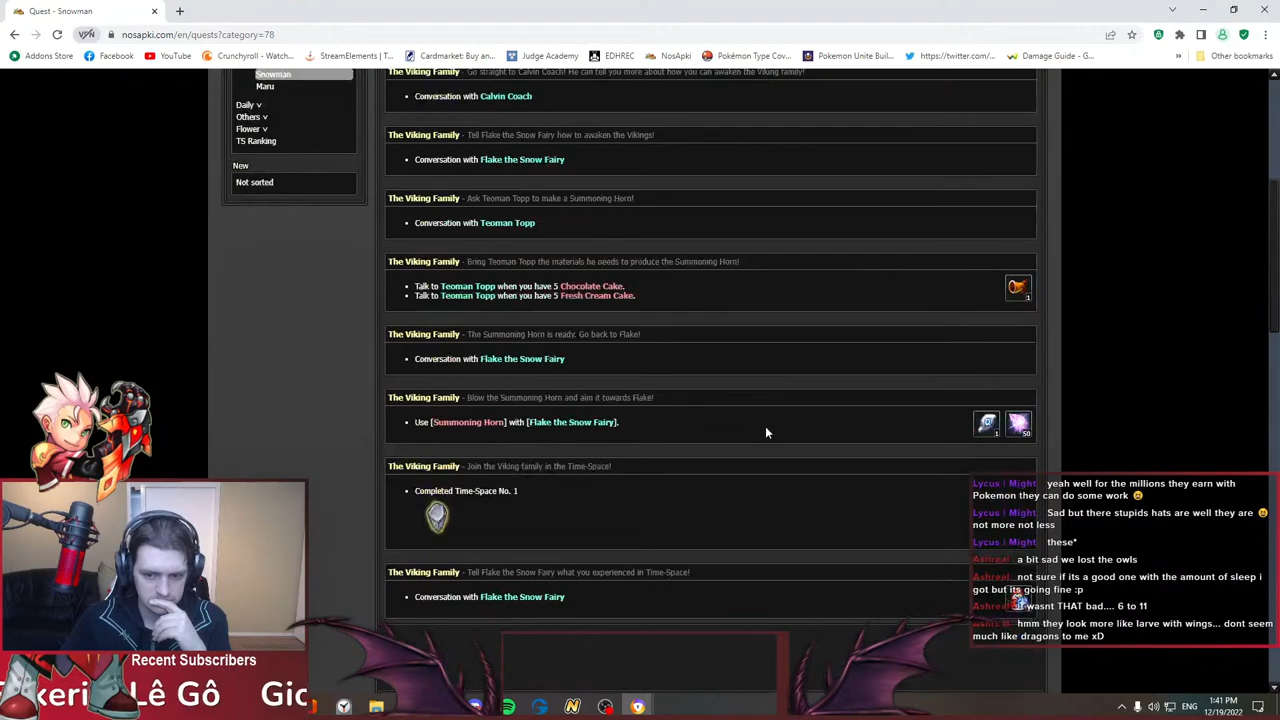 Quest - Snowman
nosapki.com/en/quests?category=78
Addons Store
Facebook
YouTube
Crunchyroll - Watch...
StreamElements | T...
Cardmarket | Buy an...
Judge Academy
EDHREC
NosApki
Pokémon Type Cov...
Pokemon Unite Buil...
https://twitter.com/...
Damage Guide - G...
Other bookmarks
Snowman
Maru
Daily
Others
Flower
TS Ranking
New
Not sorted
The Viking Family - Go straight to Calvin Coach! He can tell you more about how you can awaken the Viking family!
Conversation with Calvin Coach
The Viking Family - Tell Flake the Snow Fairy how to awaken the Vikings!
Conversation with Flake the Snow Fairy
The Viking Family - Ask Teoman Topp to make a Summoning Horn!
Conversation with Teoman Topp
The Viking Family - Bring Teoman Topp the materials he needs to produce the Summoning Horn!
Talk to Teoman Topp when you have 5 Chocolate Cake.
Talk to Teoman Topp when you have 5 Fresh Cream Cake.
1
The Viking Family - The Summoning Horn is ready. Go back to Flake!
Conversation with Flake the Snow Fairy
The Viking Family - Blow the Summoning Horn and aim it towards Flake!
Use [Summoning Horn] with [Flake the Snow Fairy].
1
50
The Viking Family - Join the Viking family in the Time-Space!
Completed Time-Space No. 1
The Viking Family - Tell Flake the Snow Fairy what you experienced in Time-Space!
Conversation with Flake the Snow Fairy
Lycus | Might yeah well for the millions they earn with
Pokemon they can do some work
Lycus | Might Sad but there stupids hats are well they are
not more not less
Lycus | Might these*
Ashreel a bit sad we lost the owls
Ashreel not sure if its a good one with the amount of sleep i
got but its going fine :p
Ashreel wasnt THAT bad.... 6 to 11
hmm they look more like larve with wings... dont seem
much like dragons to me xD
Recent Subscribers
Lê Gô
Gio
ENG
1:41 PM
12/19/2022